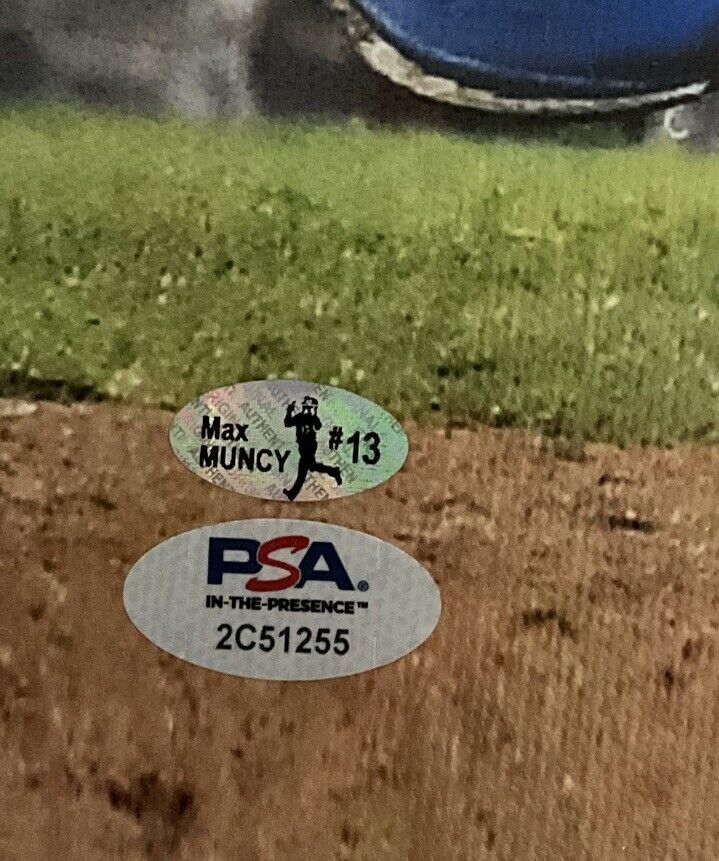 Max
MUNCY
#13
PSA®
IN-THE-PRESENCE™
2C51255